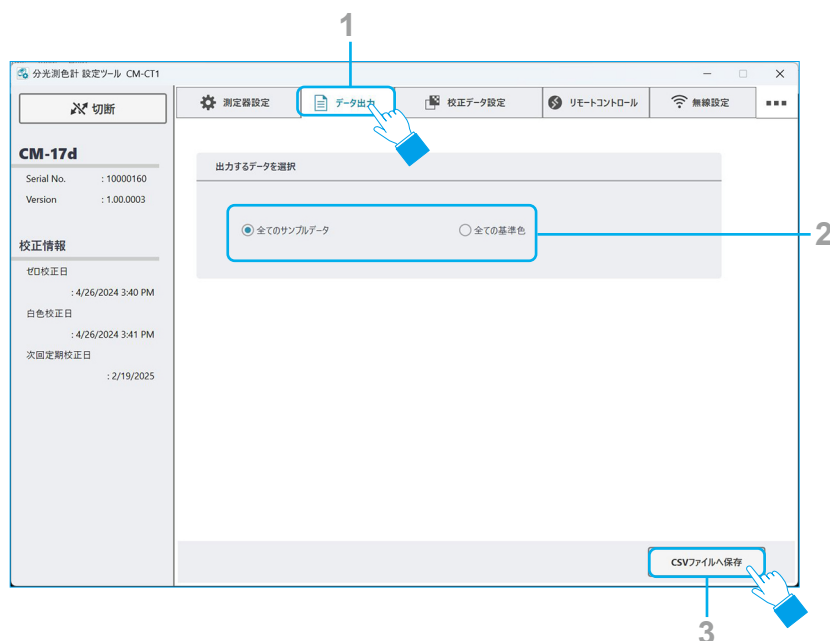 1
分光測色計 設定ツール CM-CT1
切断
測定器設定
データ出力
校正データ設定
リモートコントロール
無線設定
CM-17d
Serial No. : 10000160
Version : 1.00.0003
校正情報
ゼロ校正日
: 4/26/2024 3:40 PM
白色校正日
: 4/26/2024 3:41 PM
次回定期校正日
: 2/19/2025
出力するデータを選択
全てのサンプルデータ
全ての基準色
2
CSVファイルへ保存
3